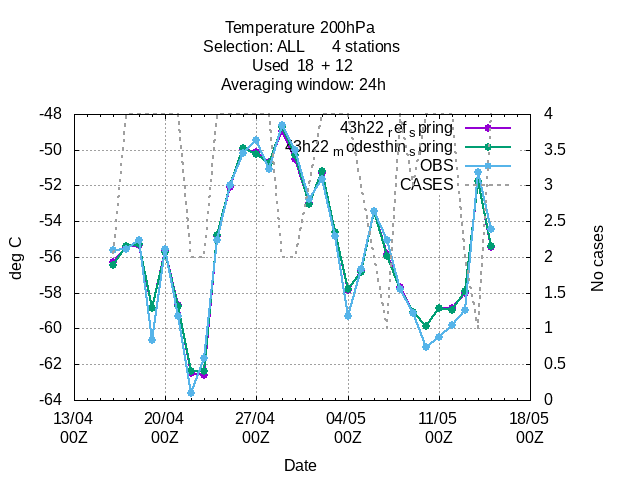 Temperature 200hPa
Selection: ALL 4 stations
Used 18 + 12
Averaging window: 24h
-48 4
43h22_ref_spring
-50 3.5
43h22_modesthin_spring
OBS
-52 3
CASES
-54 2.5
-56 2
-58 1.5
-60 1
-62 0.5
-64 0
deg C
No cases
13/04 20/04 27/04 04/05 11/05 18/05
00Z 00Z 00Z 00Z 00Z 00Z
Date